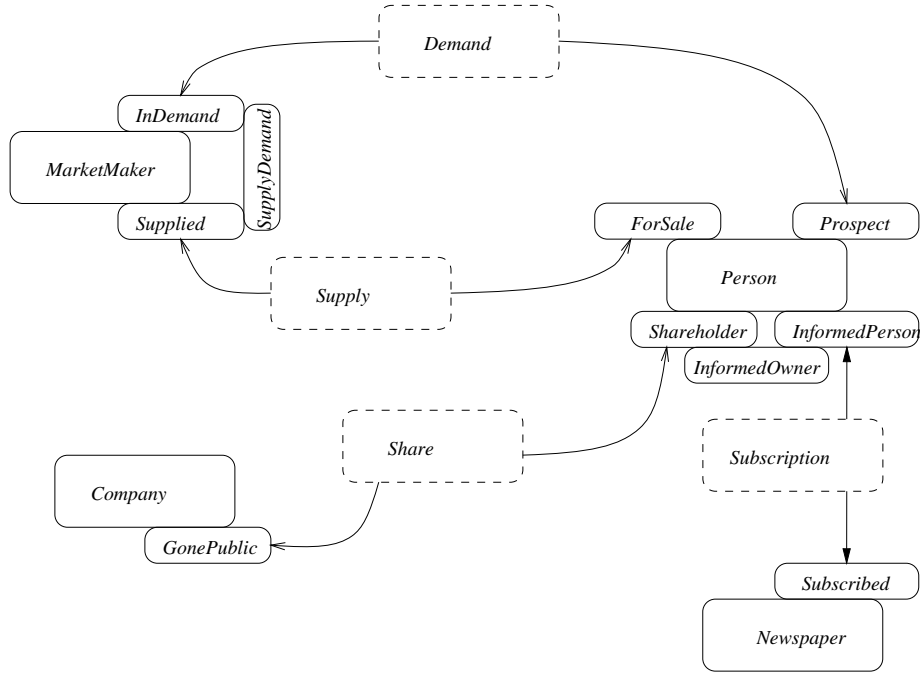 Demand
InDemand
SupplyDemand
MarketMaker
Supplied
ForSale
Prospect
Person
Supply
Shareholder
InformedPerson
InformedOwner
Share
Subscription
Company
GonePublic
Subscribed
Newspaper